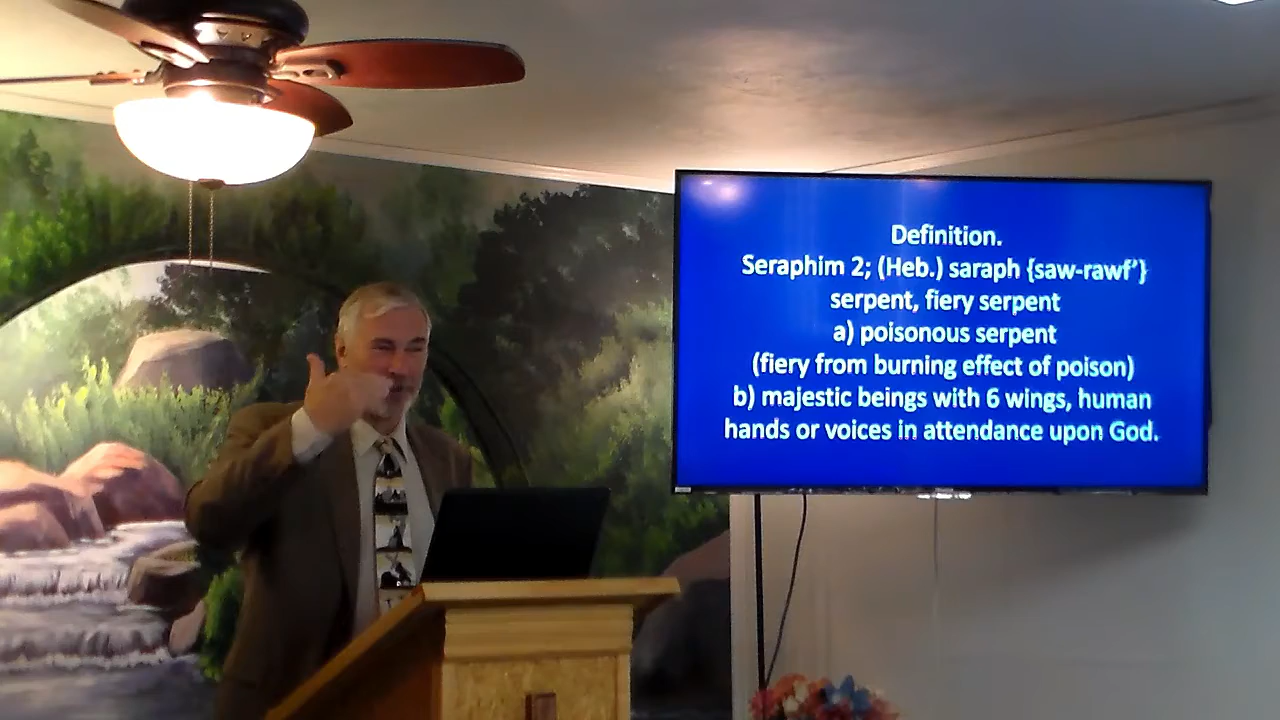 Definition.
Seraphim 2; (Heb.) saraph {saw-rawf’}
serpent, fiery serpent
a) poisonous serpent
(fiery from burning effect of poison)
b) majestic beings with 6 wings, human
hands or voices in attendance upon God.